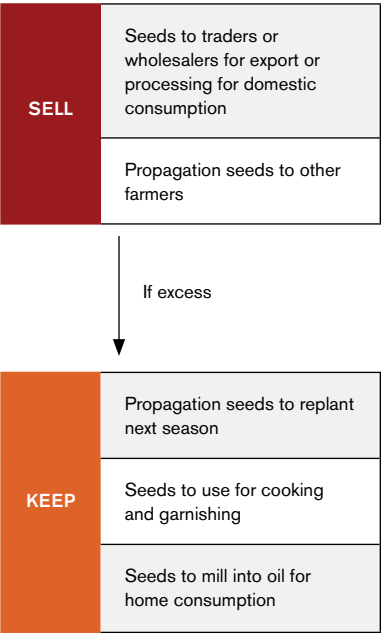 SELL
Seeds to traders or
wholesalers for export or
processing for domestic
consumption
Propagation seeds to other
farmers
If excess
KEEP
Propagation seeds to replant
next season
Seeds to use for cooking
and garnishing
Seeds to mill into oil for
home consumption